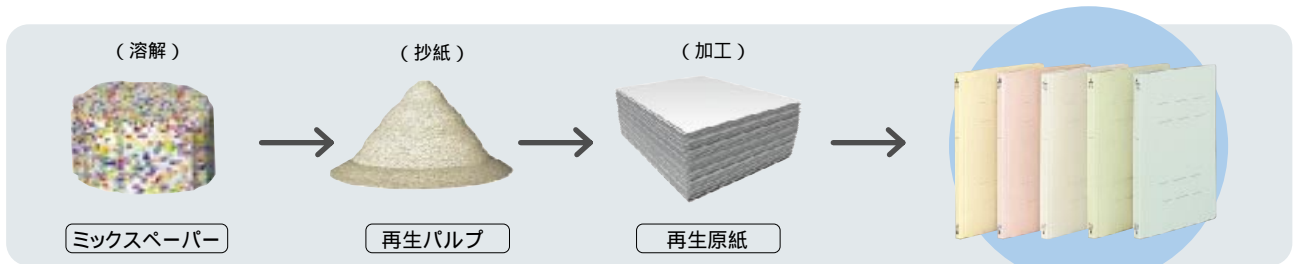 （溶解）
（抄紙）
（加工）
ミックスペーパー
再生パルプ
再生原紙